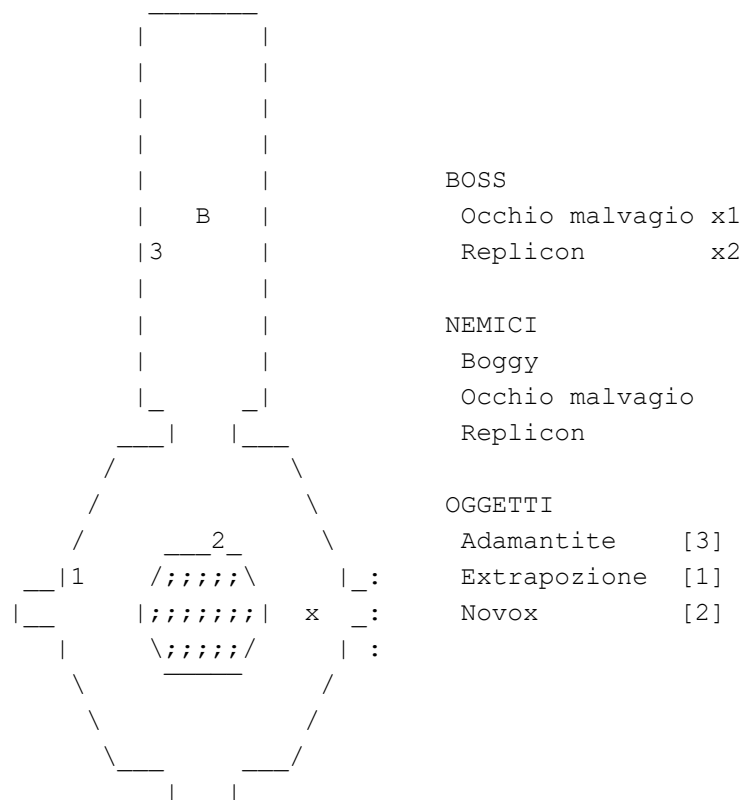 BOSS
B Occhio malvagio x1
3 Replicon x2
NEMICI
Boggy
Occhio malvagio
Replicon
OGGETTI
2 Adamantite [3]
1 Extrapozione [1]
x Novox [2]